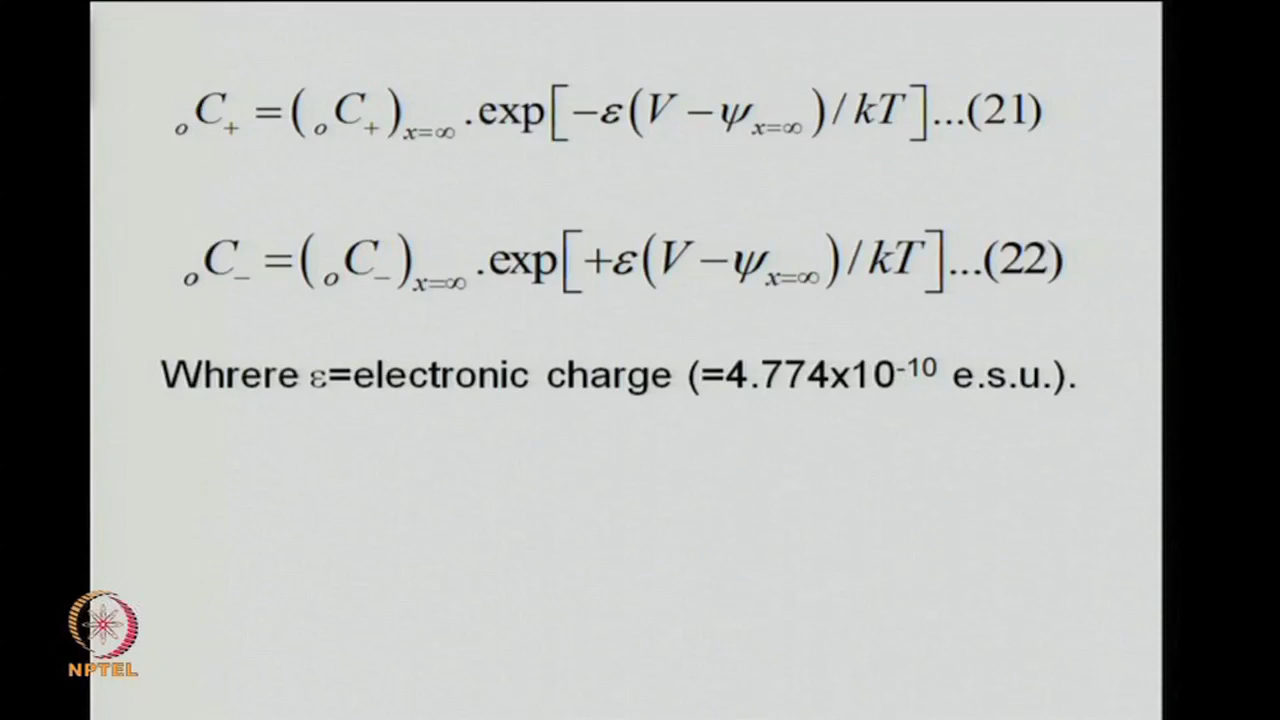 ₒC₊ = (ₒC₊)ₓ₌∞ .exp[−ε(V−ψₓ₌∞)/kT]...(21)
ₒC₋ = (ₒC₋)ₓ₌∞ .exp[+ε(V−ψₓ₌∞)/kT]...(22)
Whrere ε=electronic charge (=4.774x10⁻¹⁰ e.s.u.).
NPTEL